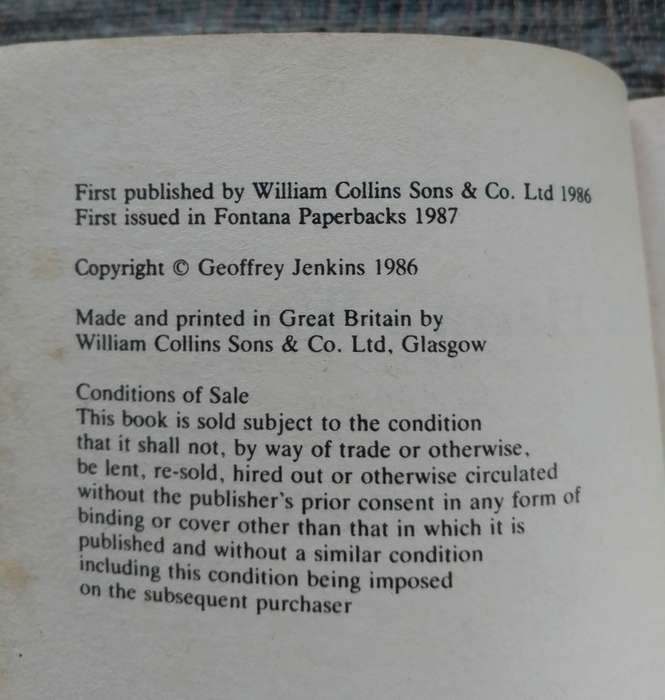 First published by William Collins Sons & Co. Ltd 1986
First issued in Fontana Paperbacks 1987
Copyright © Geoffrey Jenkins 1986
Made and printed in Great Britain by
William Collins Sons & Co. Ltd, Glasgow
Conditions of Sale
This book is sold subject to the condition
that it shall not, by way of trade or otherwise,
be lent, re-sold, hired out or otherwise circulated
without the publisher's prior consent in any form of
binding or cover other than that in which it is
published and without a similar condition
including this condition being imposed
on the subsequent purchaser